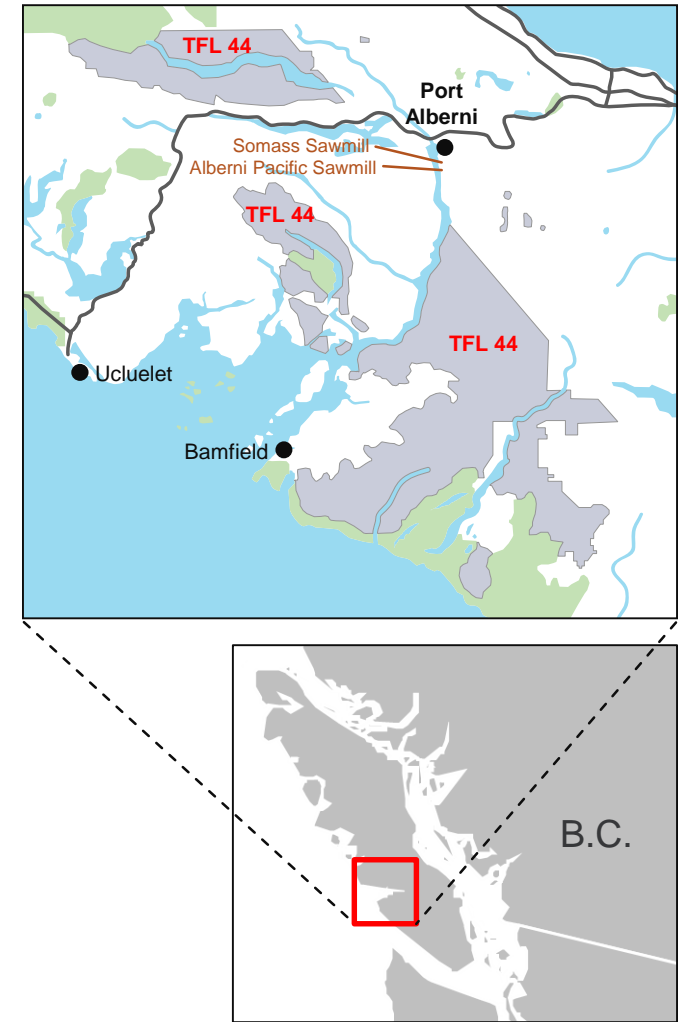 TFL 44
Port
Alberni
Somass Sawmill
Alberni Pacific Sawmill
TFL 44
TFL 44
Ucluelet
Bamfield
B.C.